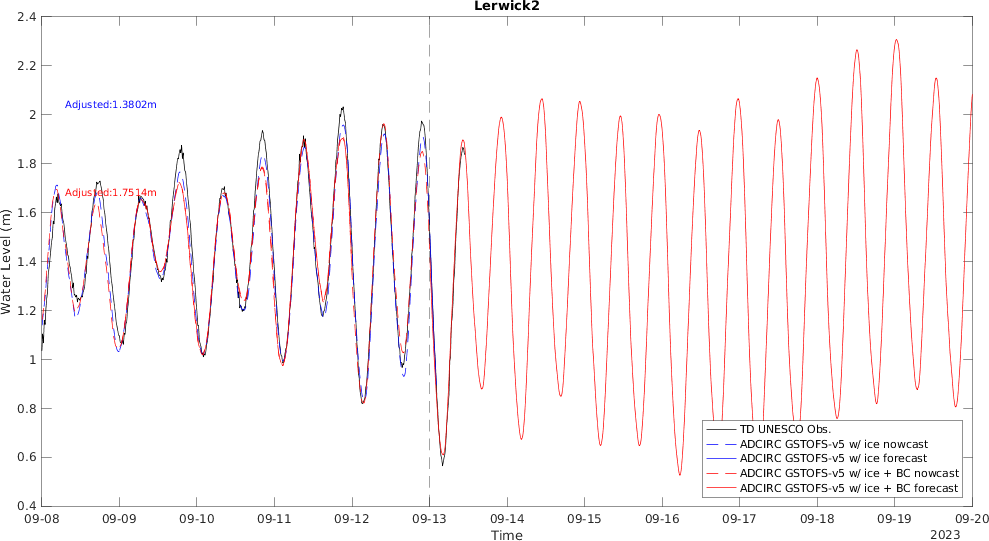 Lerwick2
2.4
2.2
2
1.8
1.6
1.4
1.2
1
0.8
0.6
0.4
Water Level (m)
Adjusted:1.3802m
Adjusted:1.7514m
TD UNESCO Obs.
ADCIRC GSTOFS-v5 w/ ice nowcast
ADCIRC GSTOFS-v5 w/ ice forecast
ADCIRC GSTOFS-v5 w/ ice + BC nowcast
ADCIRC GSTOFS-v5 w/ ice + BC forecast
09-08 09-09 09-10 09-11 09-12 09-13 09-14 09-15 09-16 09-17 09-18 09-19 09-20
Time
2023